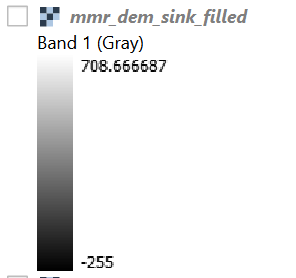 mmr_dem_sink_filled
Band 1 (Gray)
708.666687
-255